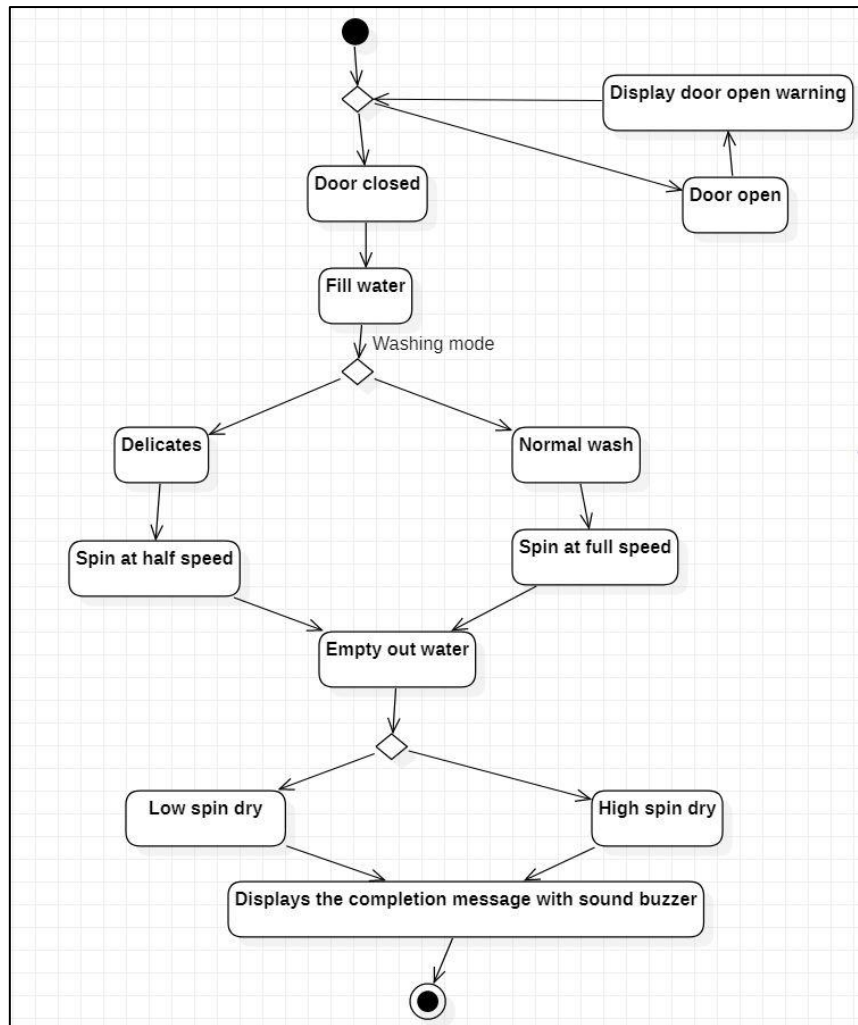 Display door open warning
Door closed
Door open
Fill water
Washing mode
Delicates
Normal wash
Spin at half speed
Spin at full speed
Empty out water
Low spin dry
High spin dry
Displays the completion message with sound buzzer